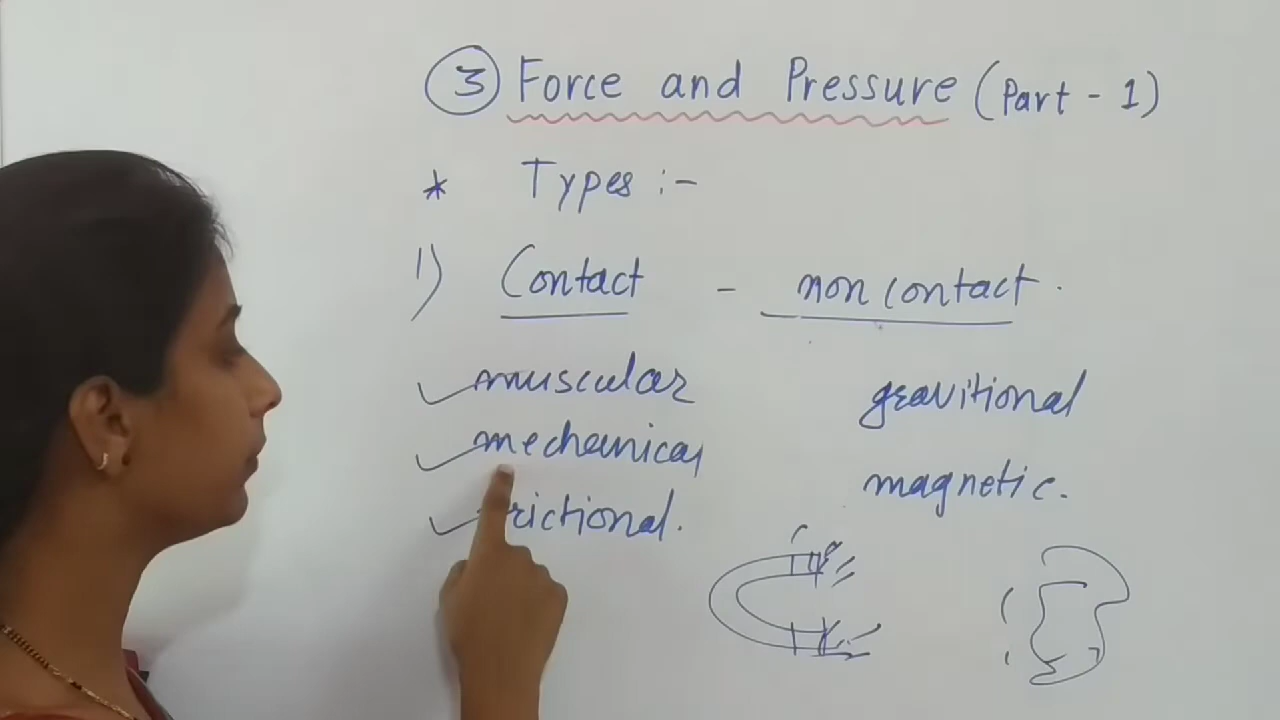 3 Force and Pressure (Part - 1)
* Types :-
1) Contact - non contact.
muscular
gravitional
mechanical
magnetic.
frictional.